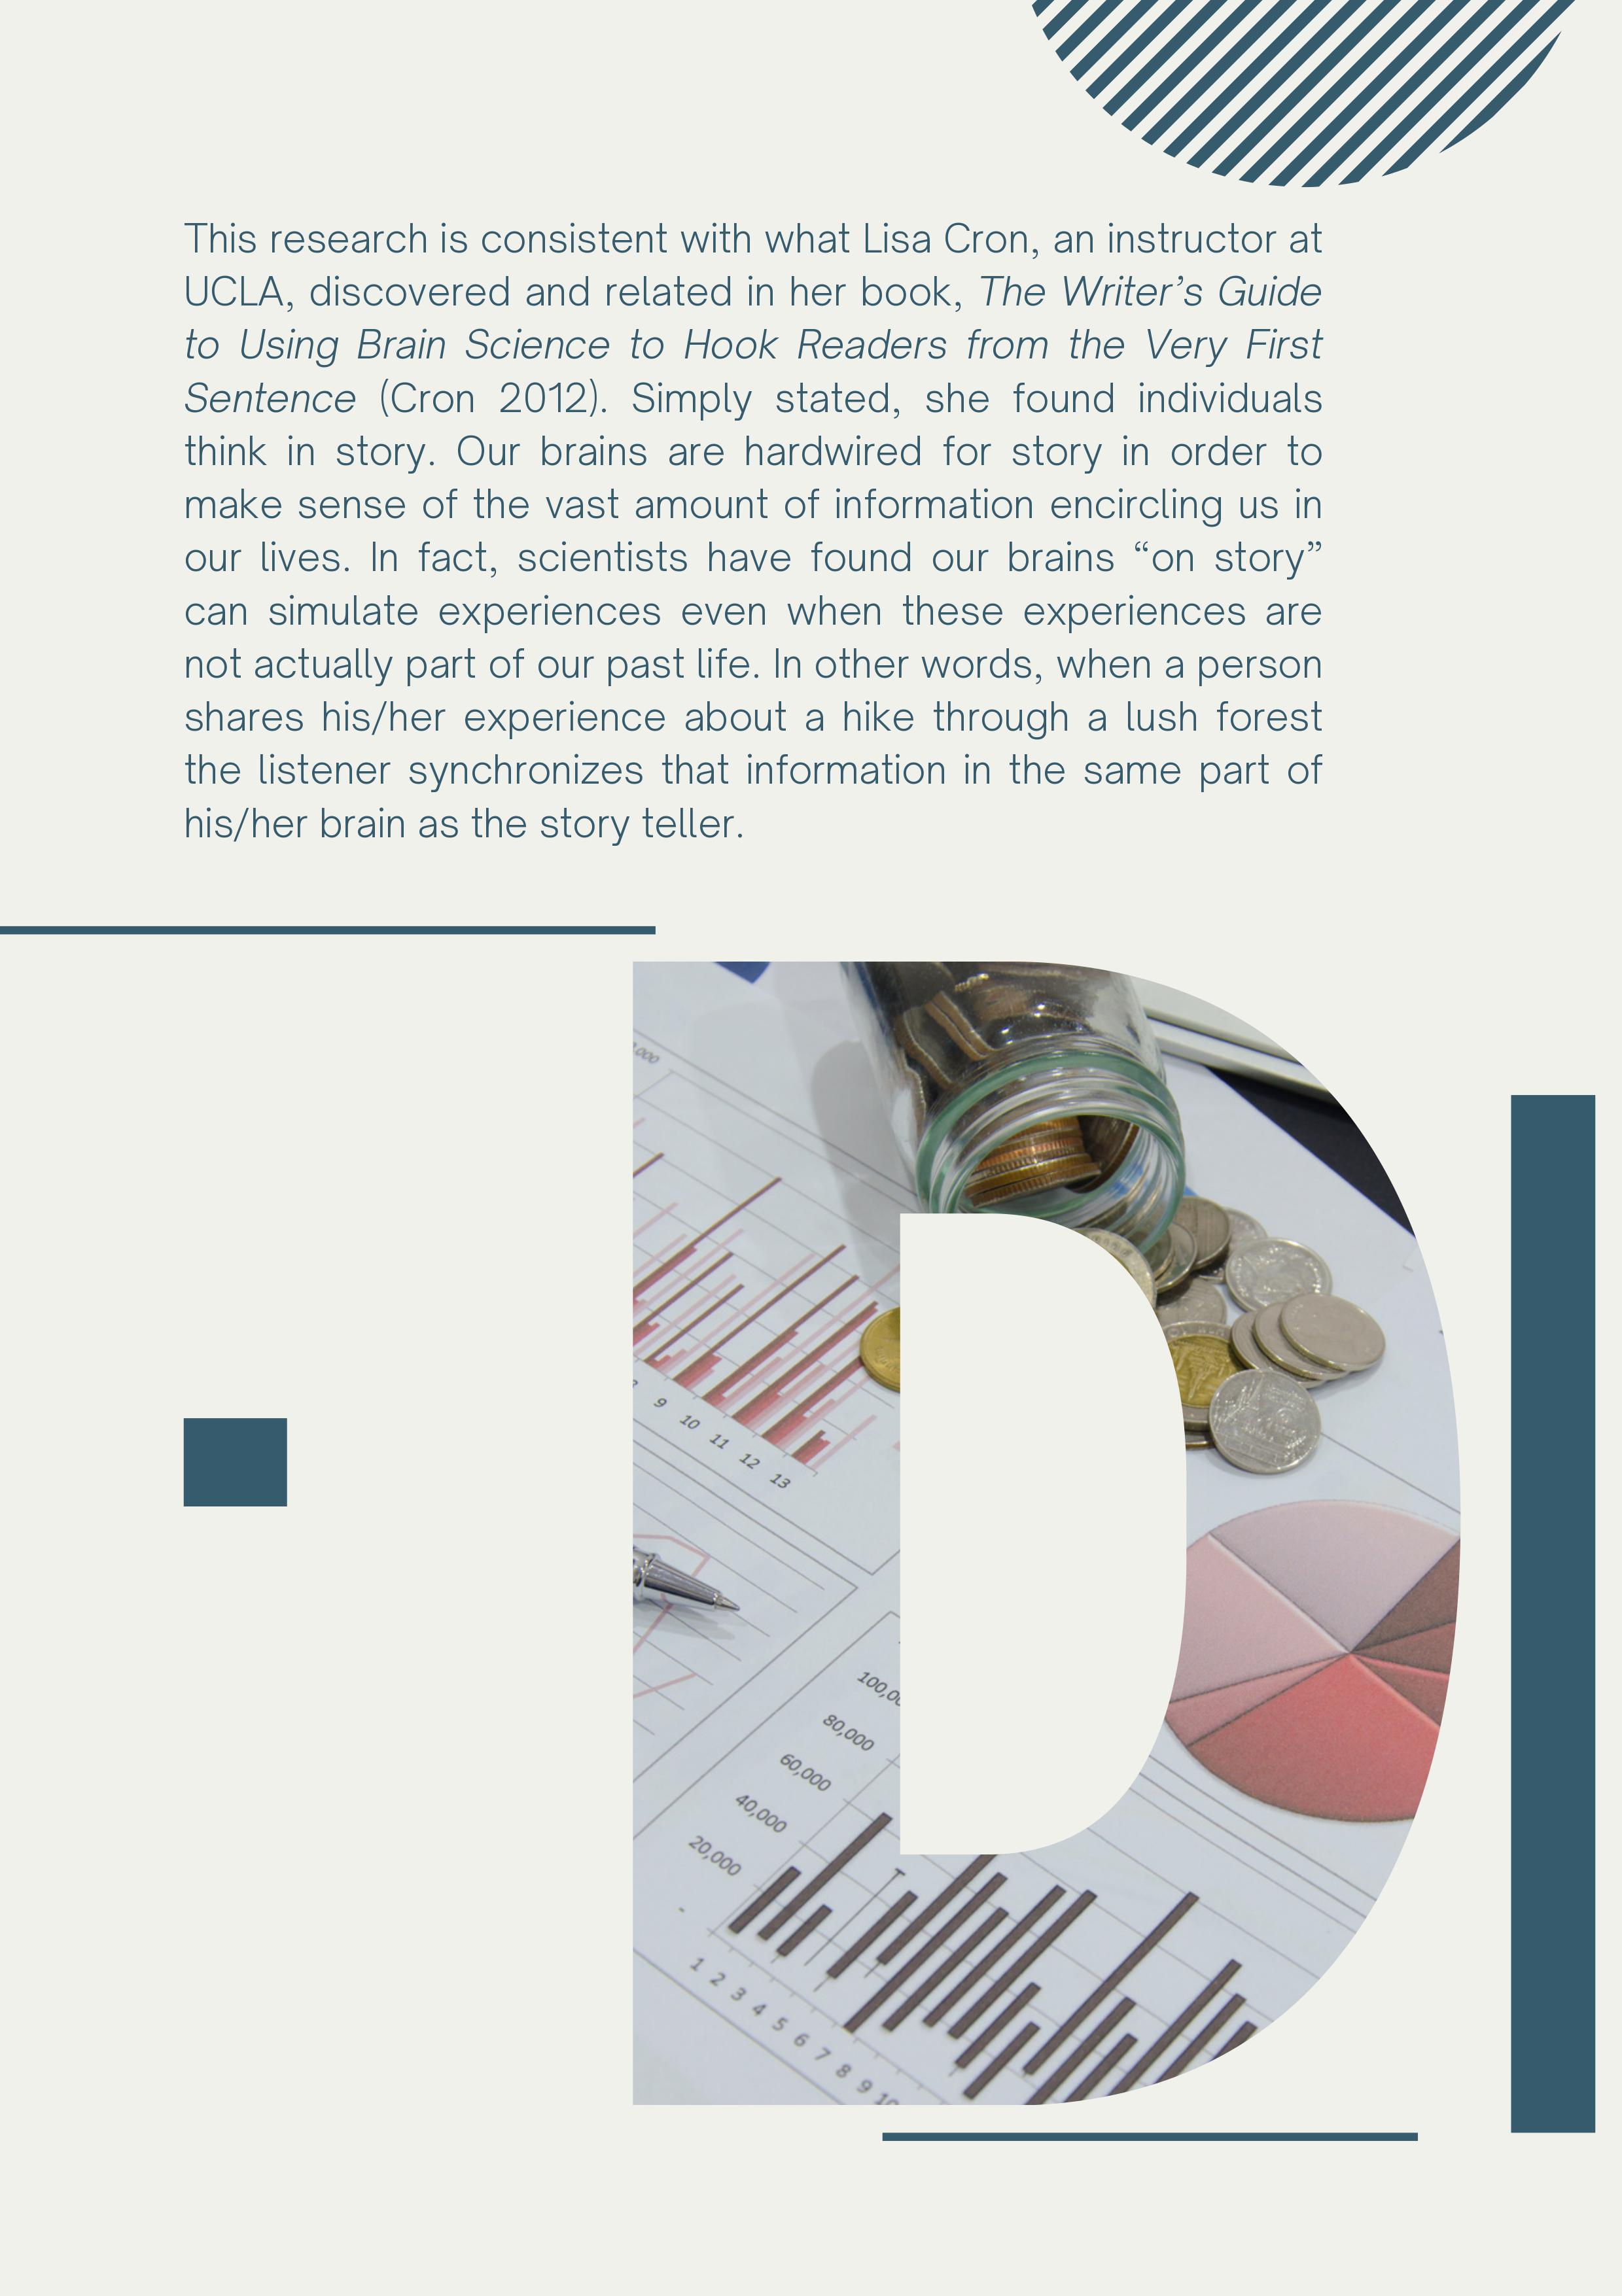 This research is consistent with what Lisa Cron, an instructor at
UCLA, discovered and related in her book, The Writer’s Guide
to Using Brain Science to Hook Readers from the Very First
Sentence (Cron 2012). Simply stated, she found individuals
think in story. Our brains are hardwired for story in order to
make sense of the vast amount of information encircling us in
our lives. In fact, scientists have found our brains “on story”
can simulate experiences even when these experiences are
not actually part of our past life. In other words, when a person
shares his/her experience about a hike through a lush forest
the listener synchronizes that information in the same part of
his/her brain as the story teller.
9 10 11 12 13
80,000
60,000
40,000
20,000
-
1 2 3 4 5 6 7 8 9 10